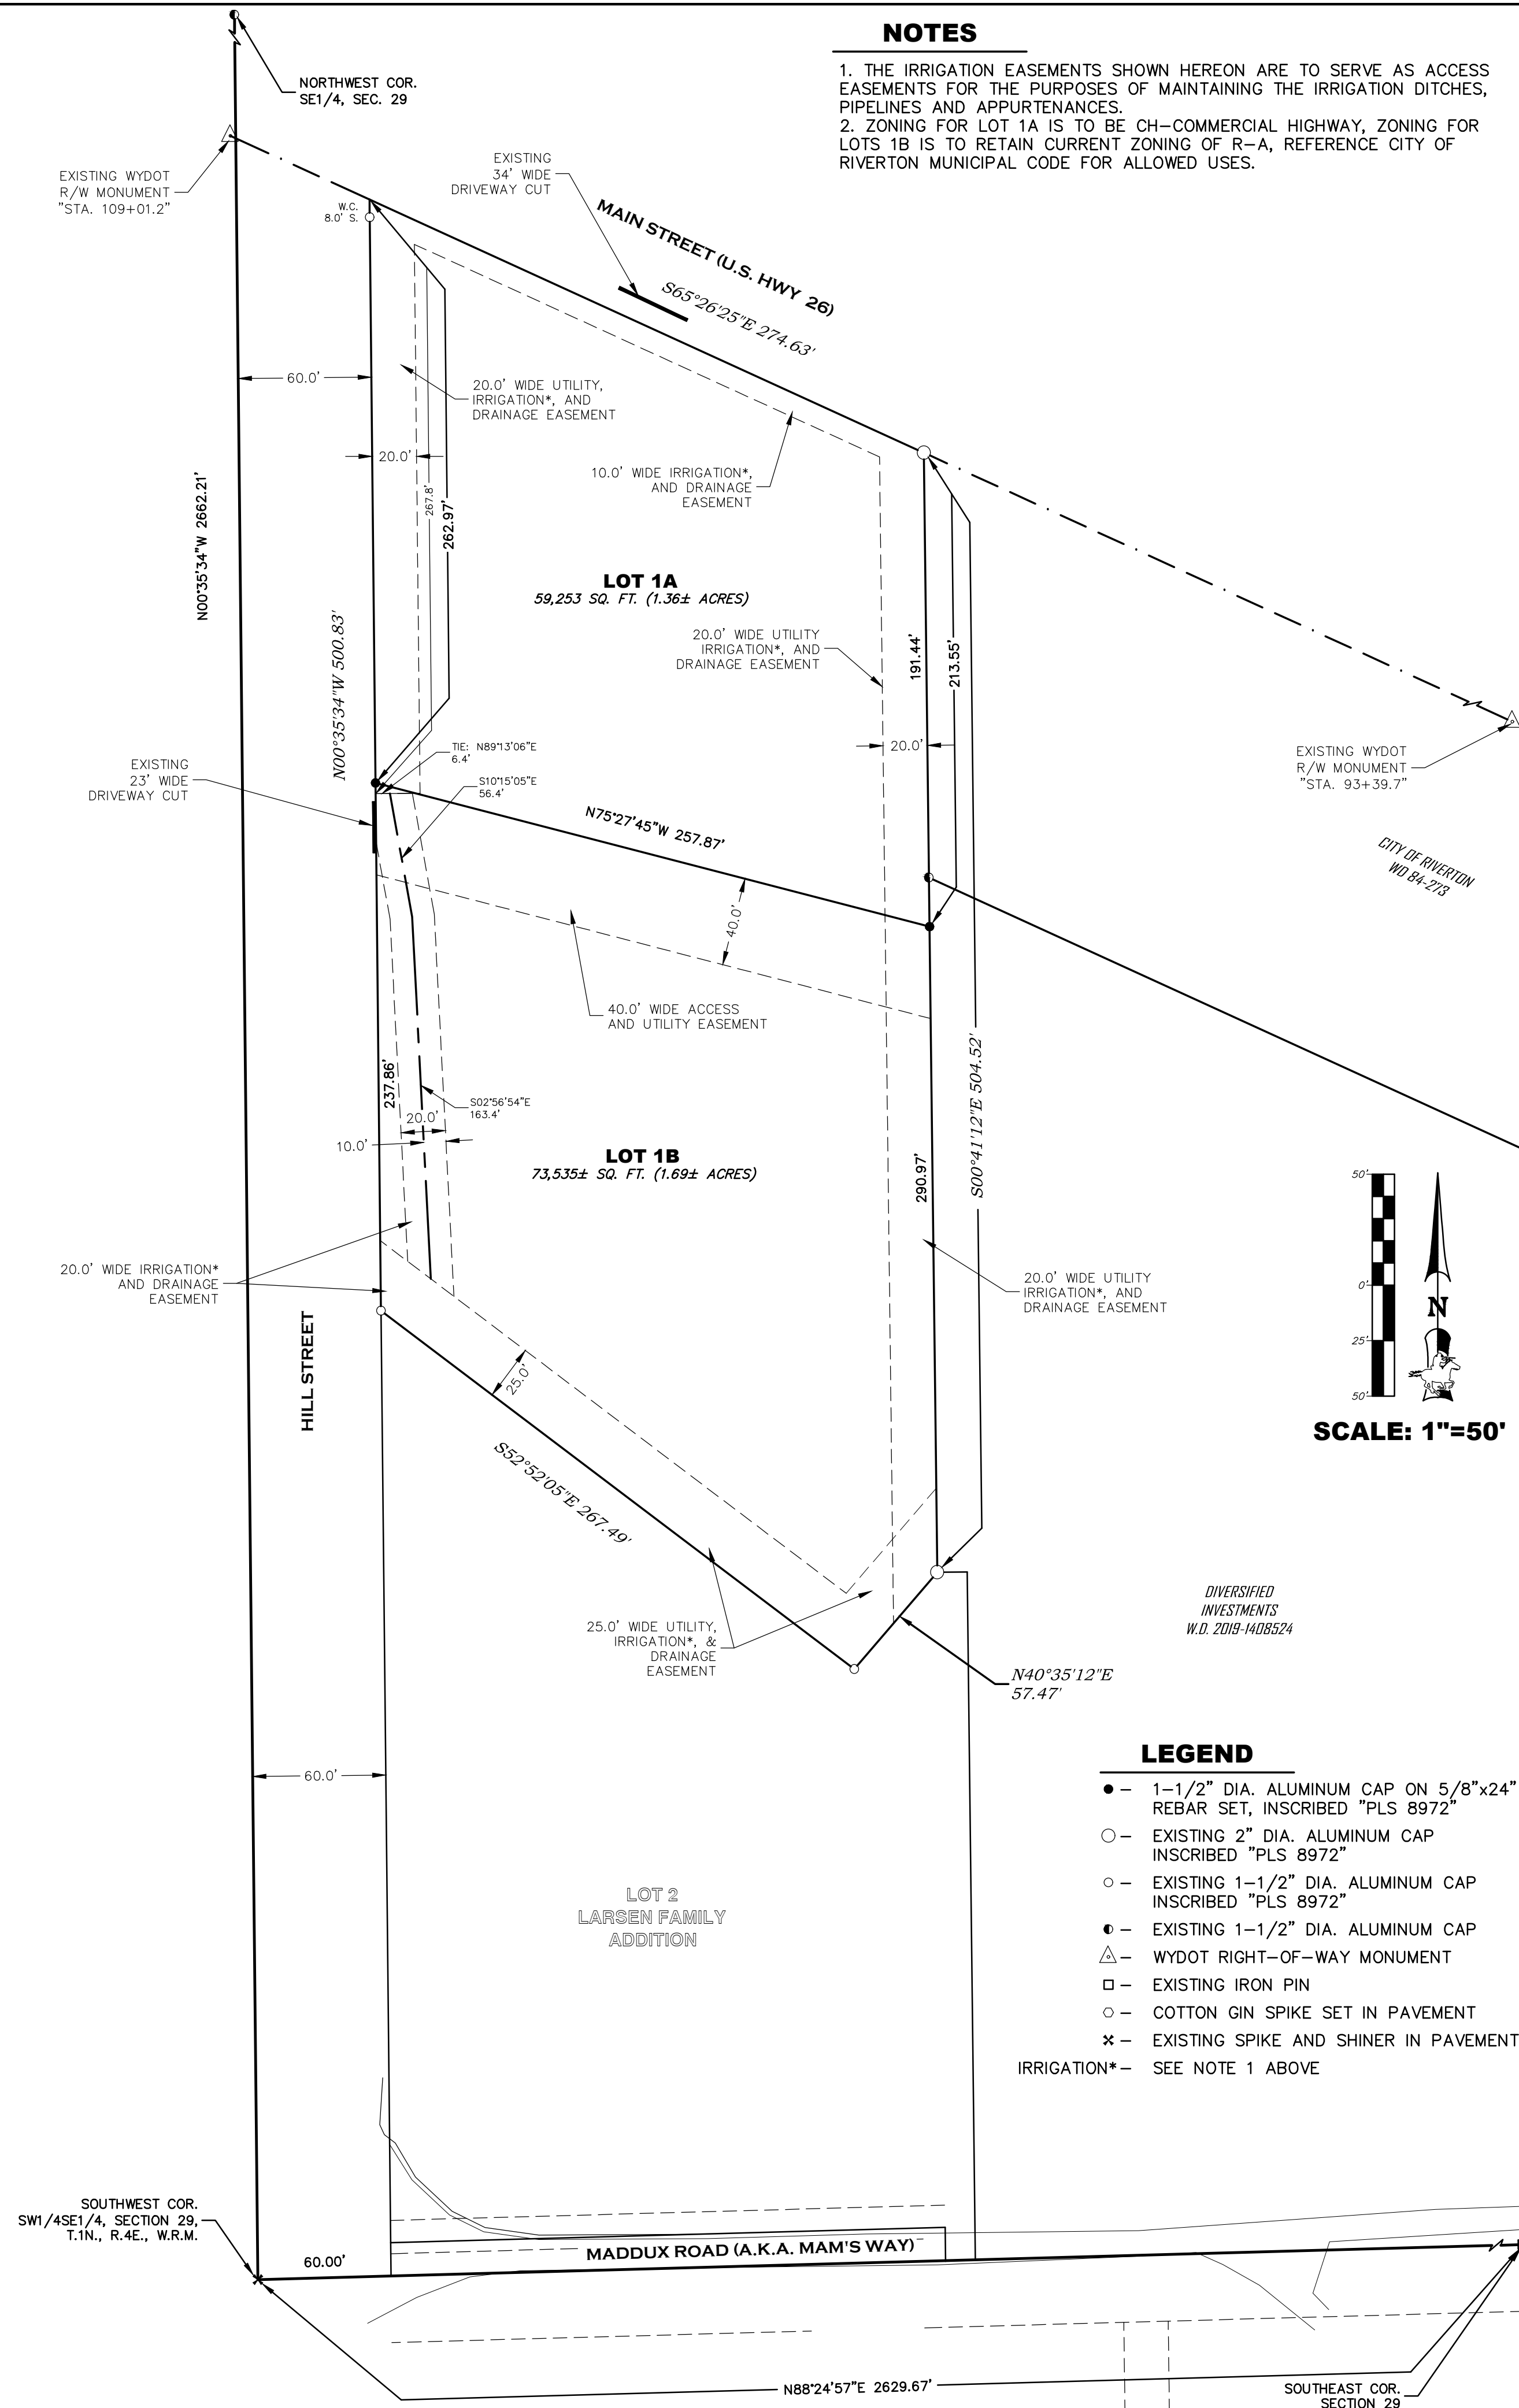 NOTES
1. THE IRRIGATION EASEMENTS SHOWN HEREON ARE TO SERVE AS ACCESS
EASEMENTS FOR THE PURPOSES OF MAINTAINING THE IRRIGATION DITCHES,
PIPELINES AND APPURTENANCES.
2. ZONING FOR LOT 1A IS TO BE CH-COMMERCIAL HIGHWAY, ZONING FOR
LOTS 1B IS TO RETAIN CURRENT ZONING OF R-A, REFERENCE CITY OF
RIVERTON MUNICIPAL CODE FOR ALLOWED USES.
NORTHWEST COR.
SE1/4, SEC. 29
EXISTING WYDOT
R/W MONUMENT
"STA. 109+01.2"
W.C.
8.0' S.
EXISTING
34' WIDE
DRIVEWAY CUT
MAIN STREET (U.S. HWY 26)
S65°26'25"E 274.63'
60.0'
20.0' WIDE UTILITY,
IRRIGATION*, AND
DRAINAGE EASEMENT
20.0'
267.8'
262.97'
10.0' WIDE IRRIGATION*,
AND DRAINAGE
EASEMENT
N00°35'34"W 2662.21'
LOT 1A
59,253 SQ. FT. (1.36± ACRES)
N00°35'34"W 500.83'
20.0' WIDE UTILITY
IRRIGATION*, AND
DRAINAGE EASEMENT
191.44'
213.55'
20.0'
EXISTING WYDOT
R/W MONUMENT
"STA. 93+39.7"
EXISTING
23' WIDE
DRIVEWAY CUT
TIE: N89°13'06"E
6.4'
S10°15'05"E
56.4'
N75°27'45"W 257.87'
CITY OF RIVERTON
WD 84-273
40.0'
40.0' WIDE ACCESS
AND UTILITY EASEMENT
237.86'
S02°56'54"E
163.4'
20.0'
10.0'
LOT 1B
73,535± SQ. FT. (1.69± ACRES)
290.97'
S00°41'12"E 504.52'
20.0' WIDE IRRIGATION*
AND DRAINAGE
EASEMENT
20.0' WIDE UTILITY
IRRIGATION*, AND
DRAINAGE EASEMENT
50'
0'
25'
50'
N
SCALE: 1"=50'
HILL STREET
25.0'
S52°52'05"E 267.49'
25.0' WIDE UTILITY,
IRRIGATION*, &
DRAINAGE
EASEMENT
N40°35'12"E
57.47'
DIVERSIFIED
INVESTMENTS
W.D. 2019-1408524
60.0'
LEGEND
1-1/2" DIA. ALUMINUM CAP ON 5/8"x24"
REBAR SET, INSCRIBED "PLS 8972"
EXISTING 2" DIA. ALUMINUM CAP
INSCRIBED "PLS 8972"
EXISTING 1-1/2" DIA. ALUMINUM CAP
INSCRIBED "PLS 8972"
EXISTING 1-1/2" DIA. ALUMINUM CAP
WYDOT RIGHT-OF-WAY MONUMENT
EXISTING IRON PIN
COTTON GIN SPIKE SET IN PAVEMENT
EXISTING SPIKE AND SHINER IN PAVEMENT
IRRIGATION*- SEE NOTE 1 ABOVE
LOT 2
LARSEN FAMILY
ADDITION
SOUTHWEST COR.
SW1/4SE1/4, SECTION 29,
T.1N., R.4E., W.R.M.
60.00'
MADDUX ROAD (A.K.A. MAM'S WAY)
N88°24'57"E 2629.67'
SOUTHEAST COR.
SECTION 29